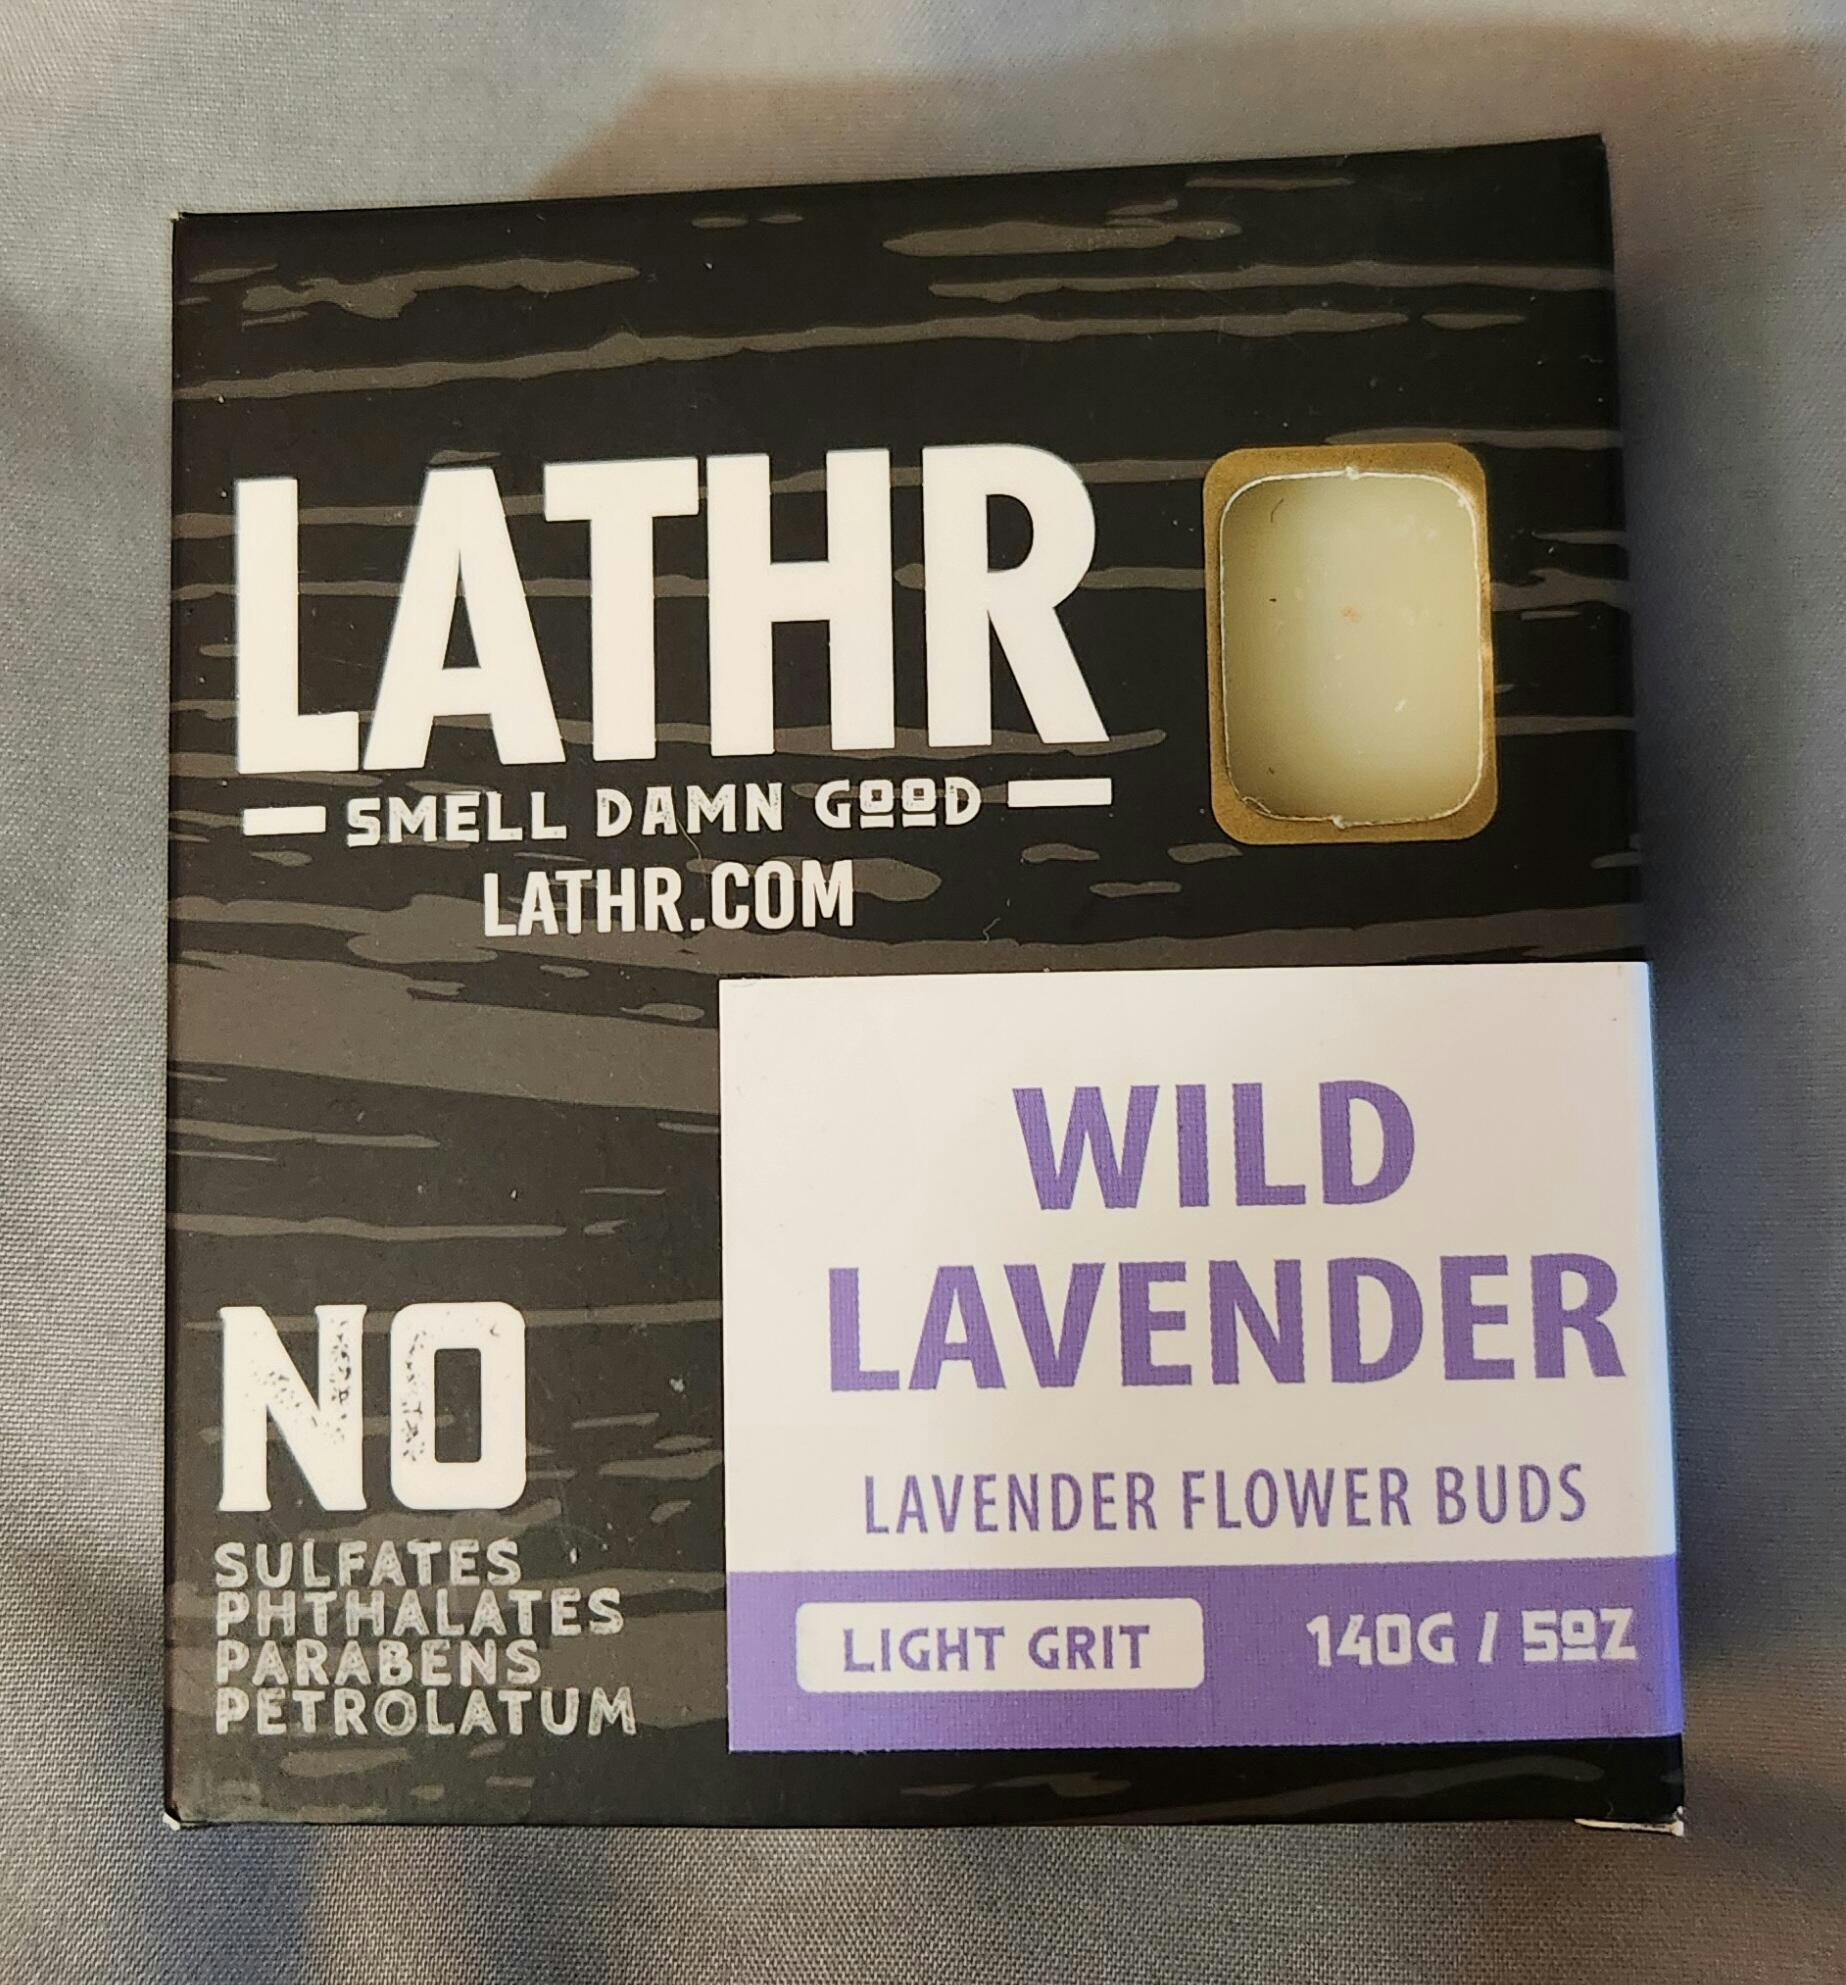 LATHR
SMELL DAMN GOOD
LATHR.COM
WILD
LAVENDER
LAVENDER FLOWER BUDS
LIGHT GRIT
140G / 5OZ
NO
SULFATES
PHTHALATES
PARABENS
PETROLATUM